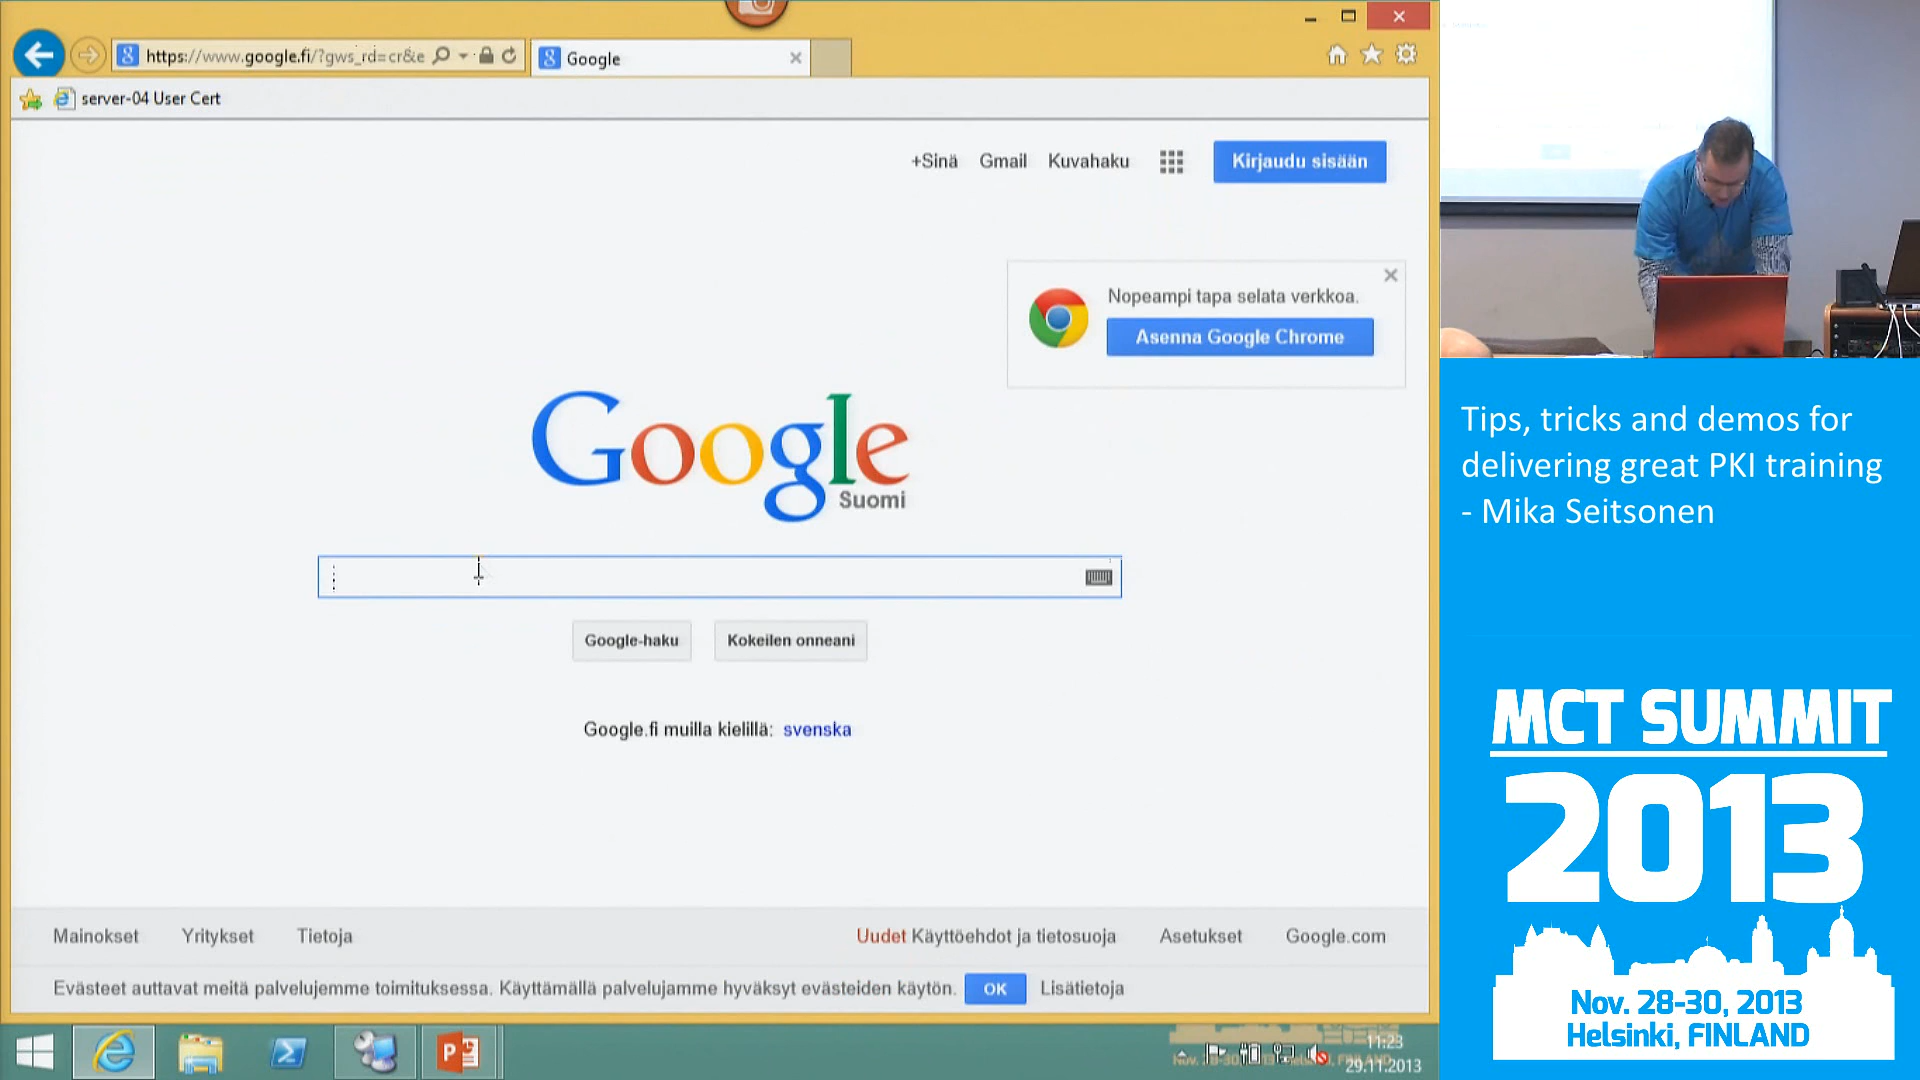 https://www.google.fi/?gws_rd=cr&e
Google
server-04 User Cert
+Sinä Gmail Kuvahaku Kirjaudu sisään
Nopeampi tapa selata verkkoa.
Asenna Google Chrome
Google
Suomi
Google-haku Kokeilen onneani
Google.fi muilla kielillä: svenska
Mainokset Yritykset Tietoja Uudet Käyttöehdot ja tietosuoja Asetukset Google.com
Evästeet auttavat meitä palvelujemme toimituksessa. Käyttämällä palvelujamme hyväksyt evästeiden käytön. OK Lisätietoja
11:23
29.11.2013
Tips, tricks and demos for
delivering great PKI training
- Mika Seitsonen
MCT SUMMIT
2013
Nov. 28-30, 2013
Helsinki, FINLAND